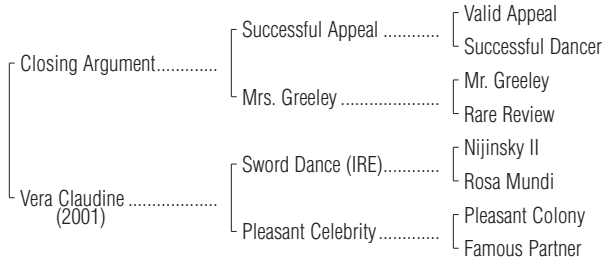 Valid Appeal
Successful Appeal ............
Successful Dancer
Closing Argument.............
Mr. Greeley
Mrs. Greeley .....................
Rare Review
Nijinsky II
Sword Dance (IRE)............
Rosa Mundi
Vera Claudine ...................
(2001)
Pleasant Colony
Pleasant Celebrity.............
Famous Partner